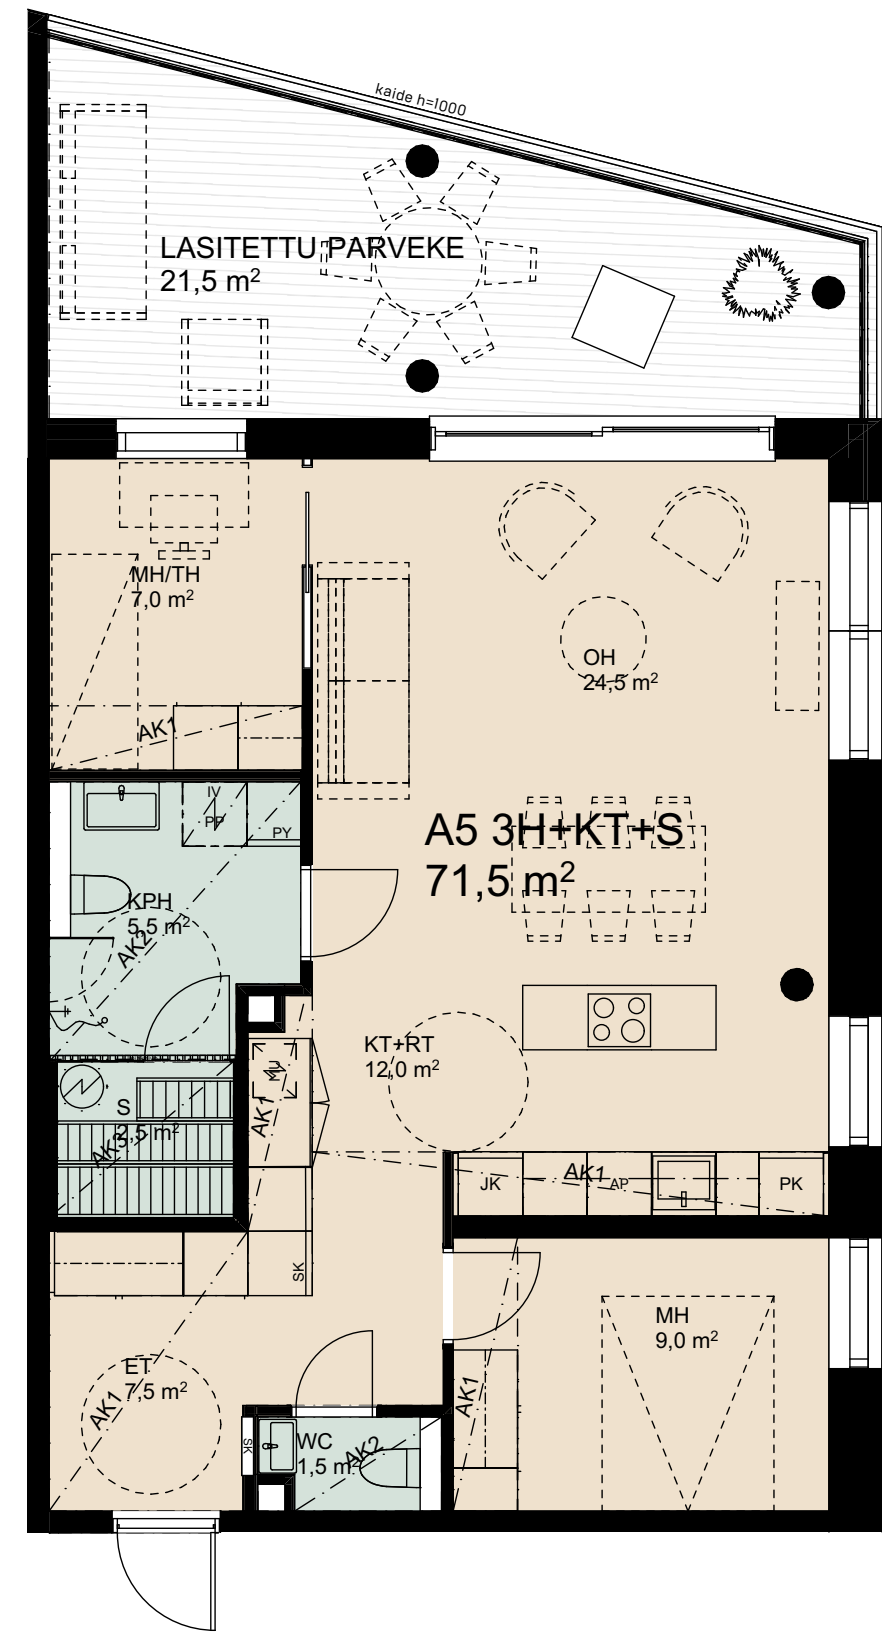 kaide h=1000
LASITETTU PARVEKE
21,5 m²
MH/TH
7,0 m²
AK1
OH
24,5 m²
IV
PP
PY
A5 3H+KT+S
71,5 m²
KPH
5,5 m²
AK2
KT+RT
12,0 m²
MU
AK1
S
2,5 m²
AK3
JK
AK1
AP
PK
SK
MH
9,0 m²
ET
7,5 m²
AK1
AK1
SK
WC
1,5 m²
AK2